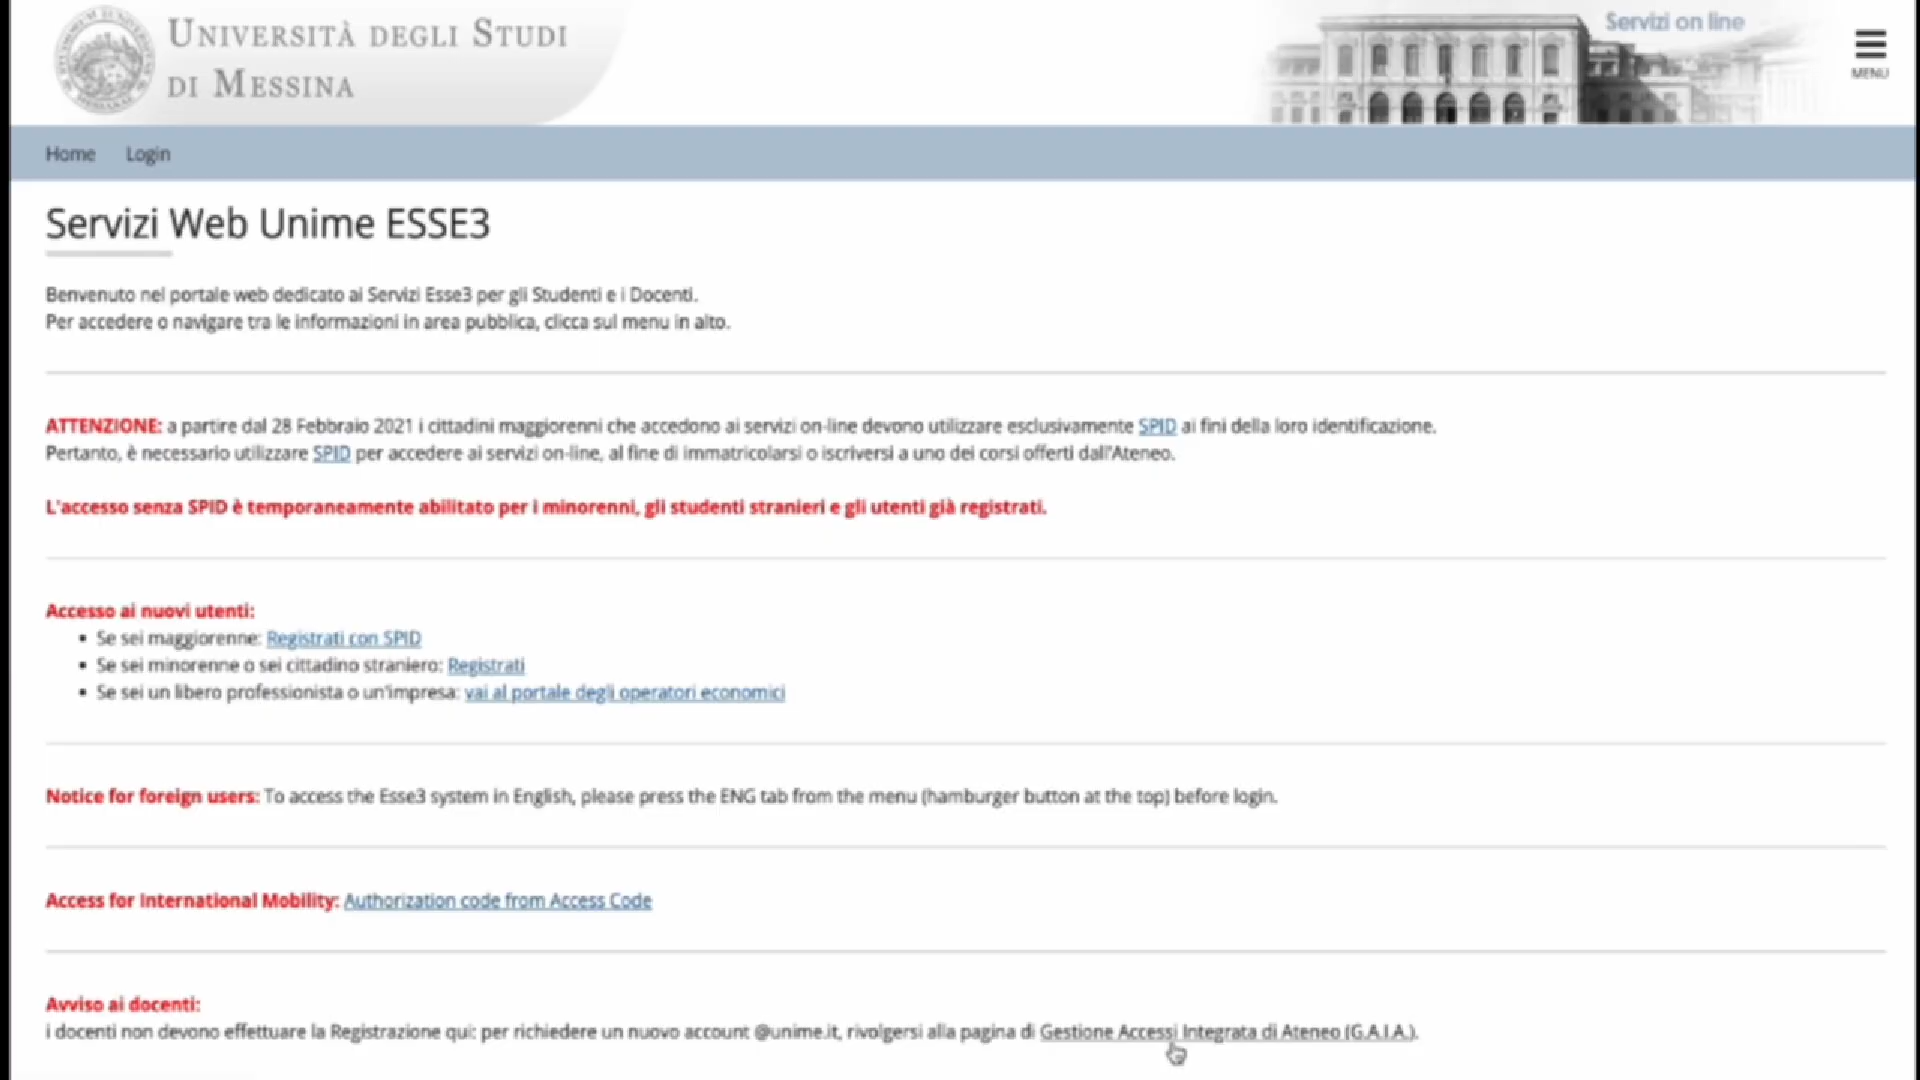 UNIVERSITÀ DEGLI STUDI
DI MESSINA
Servizi on line
MENU
Home Login
Servizi Web Unime ESSE3
Benvenuto nel portale web dedicato ai Servizi Esse3 per gli Studenti e i Docenti.
Per accedere o navigare tra le informazioni in area pubblica, clicca sul menu in alto.
ATTENZIONE: a partire dal 28 Febbraio 2021 i cittadini maggiorenni che accedono ai servizi on-line devono utilizzare esclusivamente SPID ai fini della loro identificazione.
Pertanto, è necessario utilizzare SPID per accedere ai servizi on-line, al fine di immatricolarsi o iscriversi a uno dei corsi offerti dall'Ateneo.
L'accesso senza SPID è temporaneamente abilitato per i minorenni, gli studenti stranieri e gli utenti già registrati.
Accesso ai nuovi utenti:
• Se sei maggiorenne: Registrati con SPID
• Se sei minorenne o sei cittadino straniero: Registrati
• Se sei un libero professionista o un'impresa: vai al portale degli operatori economici
Notice for foreign users: To access the Esse3 system in English, please press the ENG tab from the menu (hamburger button at the top) before login.
Access for International Mobility: Authorization code from Access Code
Avviso ai docenti:
i docenti non devono effettuare la Registrazione qui: per richiedere un nuovo account @unime.it, rivolgersi alla pagina di Gestione Accessi Integrata di Ateneo (G.A.I.A.).